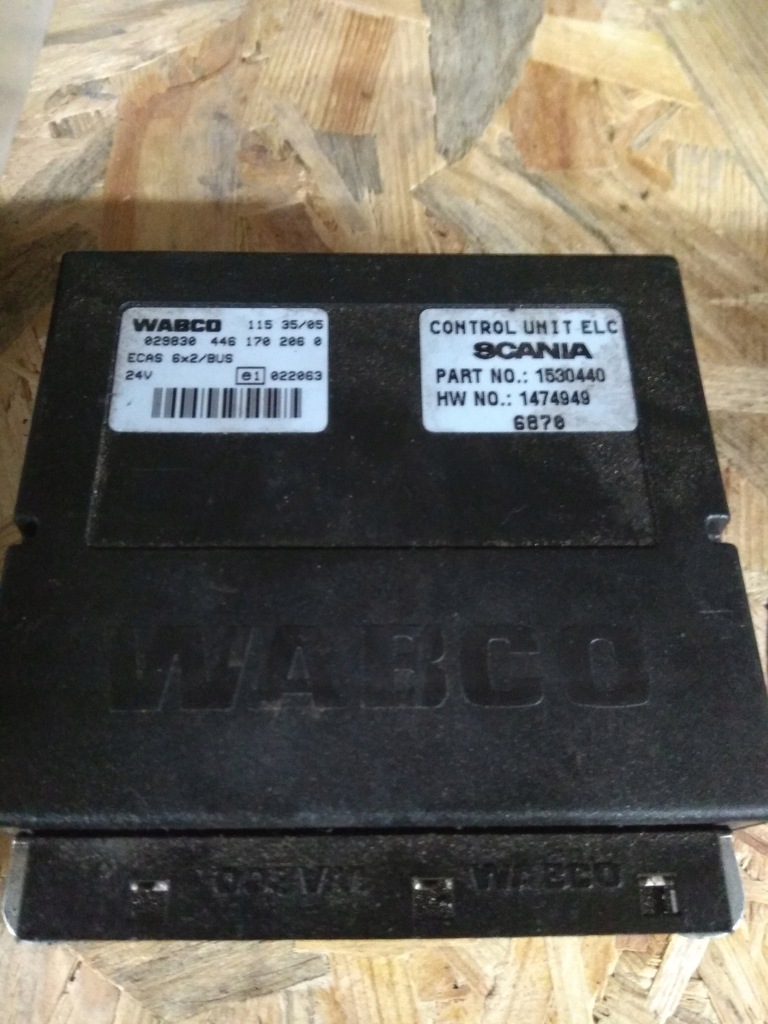 WABCO 115 35/05
029830 446 170 206 0
ECAS 6x2/BUS
24V e1 022063
CONTROL UNIT ELC
SCANIA
PART NO.: 1530440
HW NO.: 1474949
6870
WABCO
WABCO WABCO